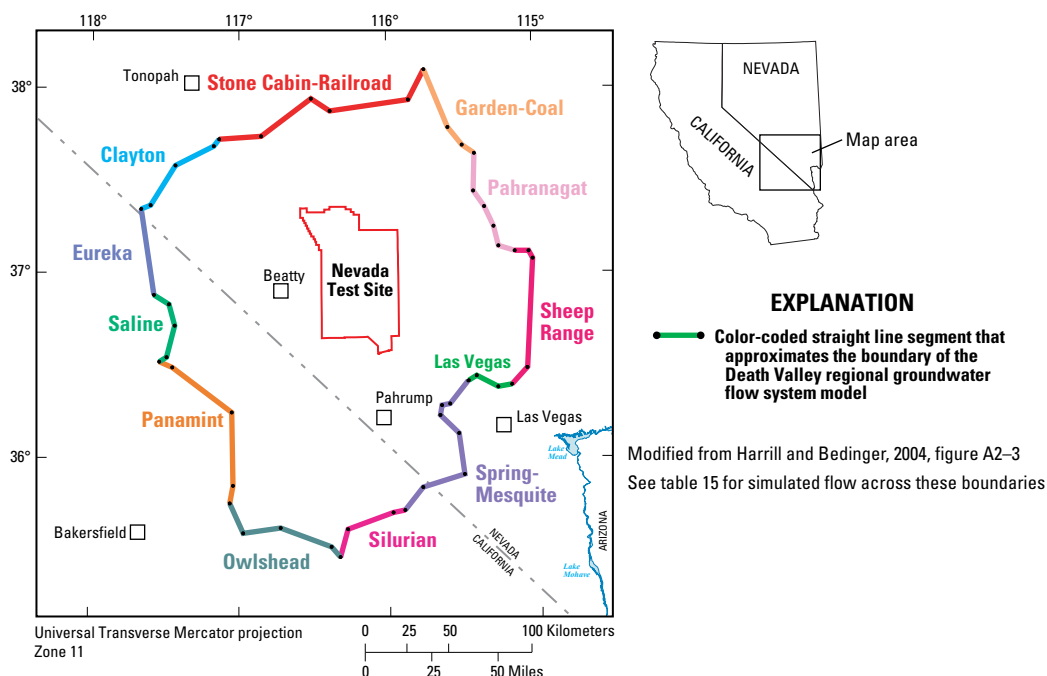 118°
117°
116°
115°
38°
37°
36°
Tonopah
Stone Cabin-Railroad
Garden-Coal
Clayton
Pahranagat
Eureka
Beatty
Nevada
Test Site
Saline
Sheep
Range
Las Vegas
Panamint
Pahrump
Las Vegas
Lake
Mead
Spring-
Mesquite
Bakersfield
Silurian
Owlshead
NEVADA
CALIFORNIA
ARIZONA
Lake
Mohave
Universal Transverse Mercator projection
Zone 11
0 25 50 100 Kilometers
0 25 50 Miles
NEVADA
CALIFORNIA
Map area
EXPLANATION
Color-coded straight line segment that
approximates the boundary of the
Death Valley regional groundwater
flow system model
Modified from Harrill and Bedinger, 2004, figure A2–3
See table 15 for simulated flow across these boundaries